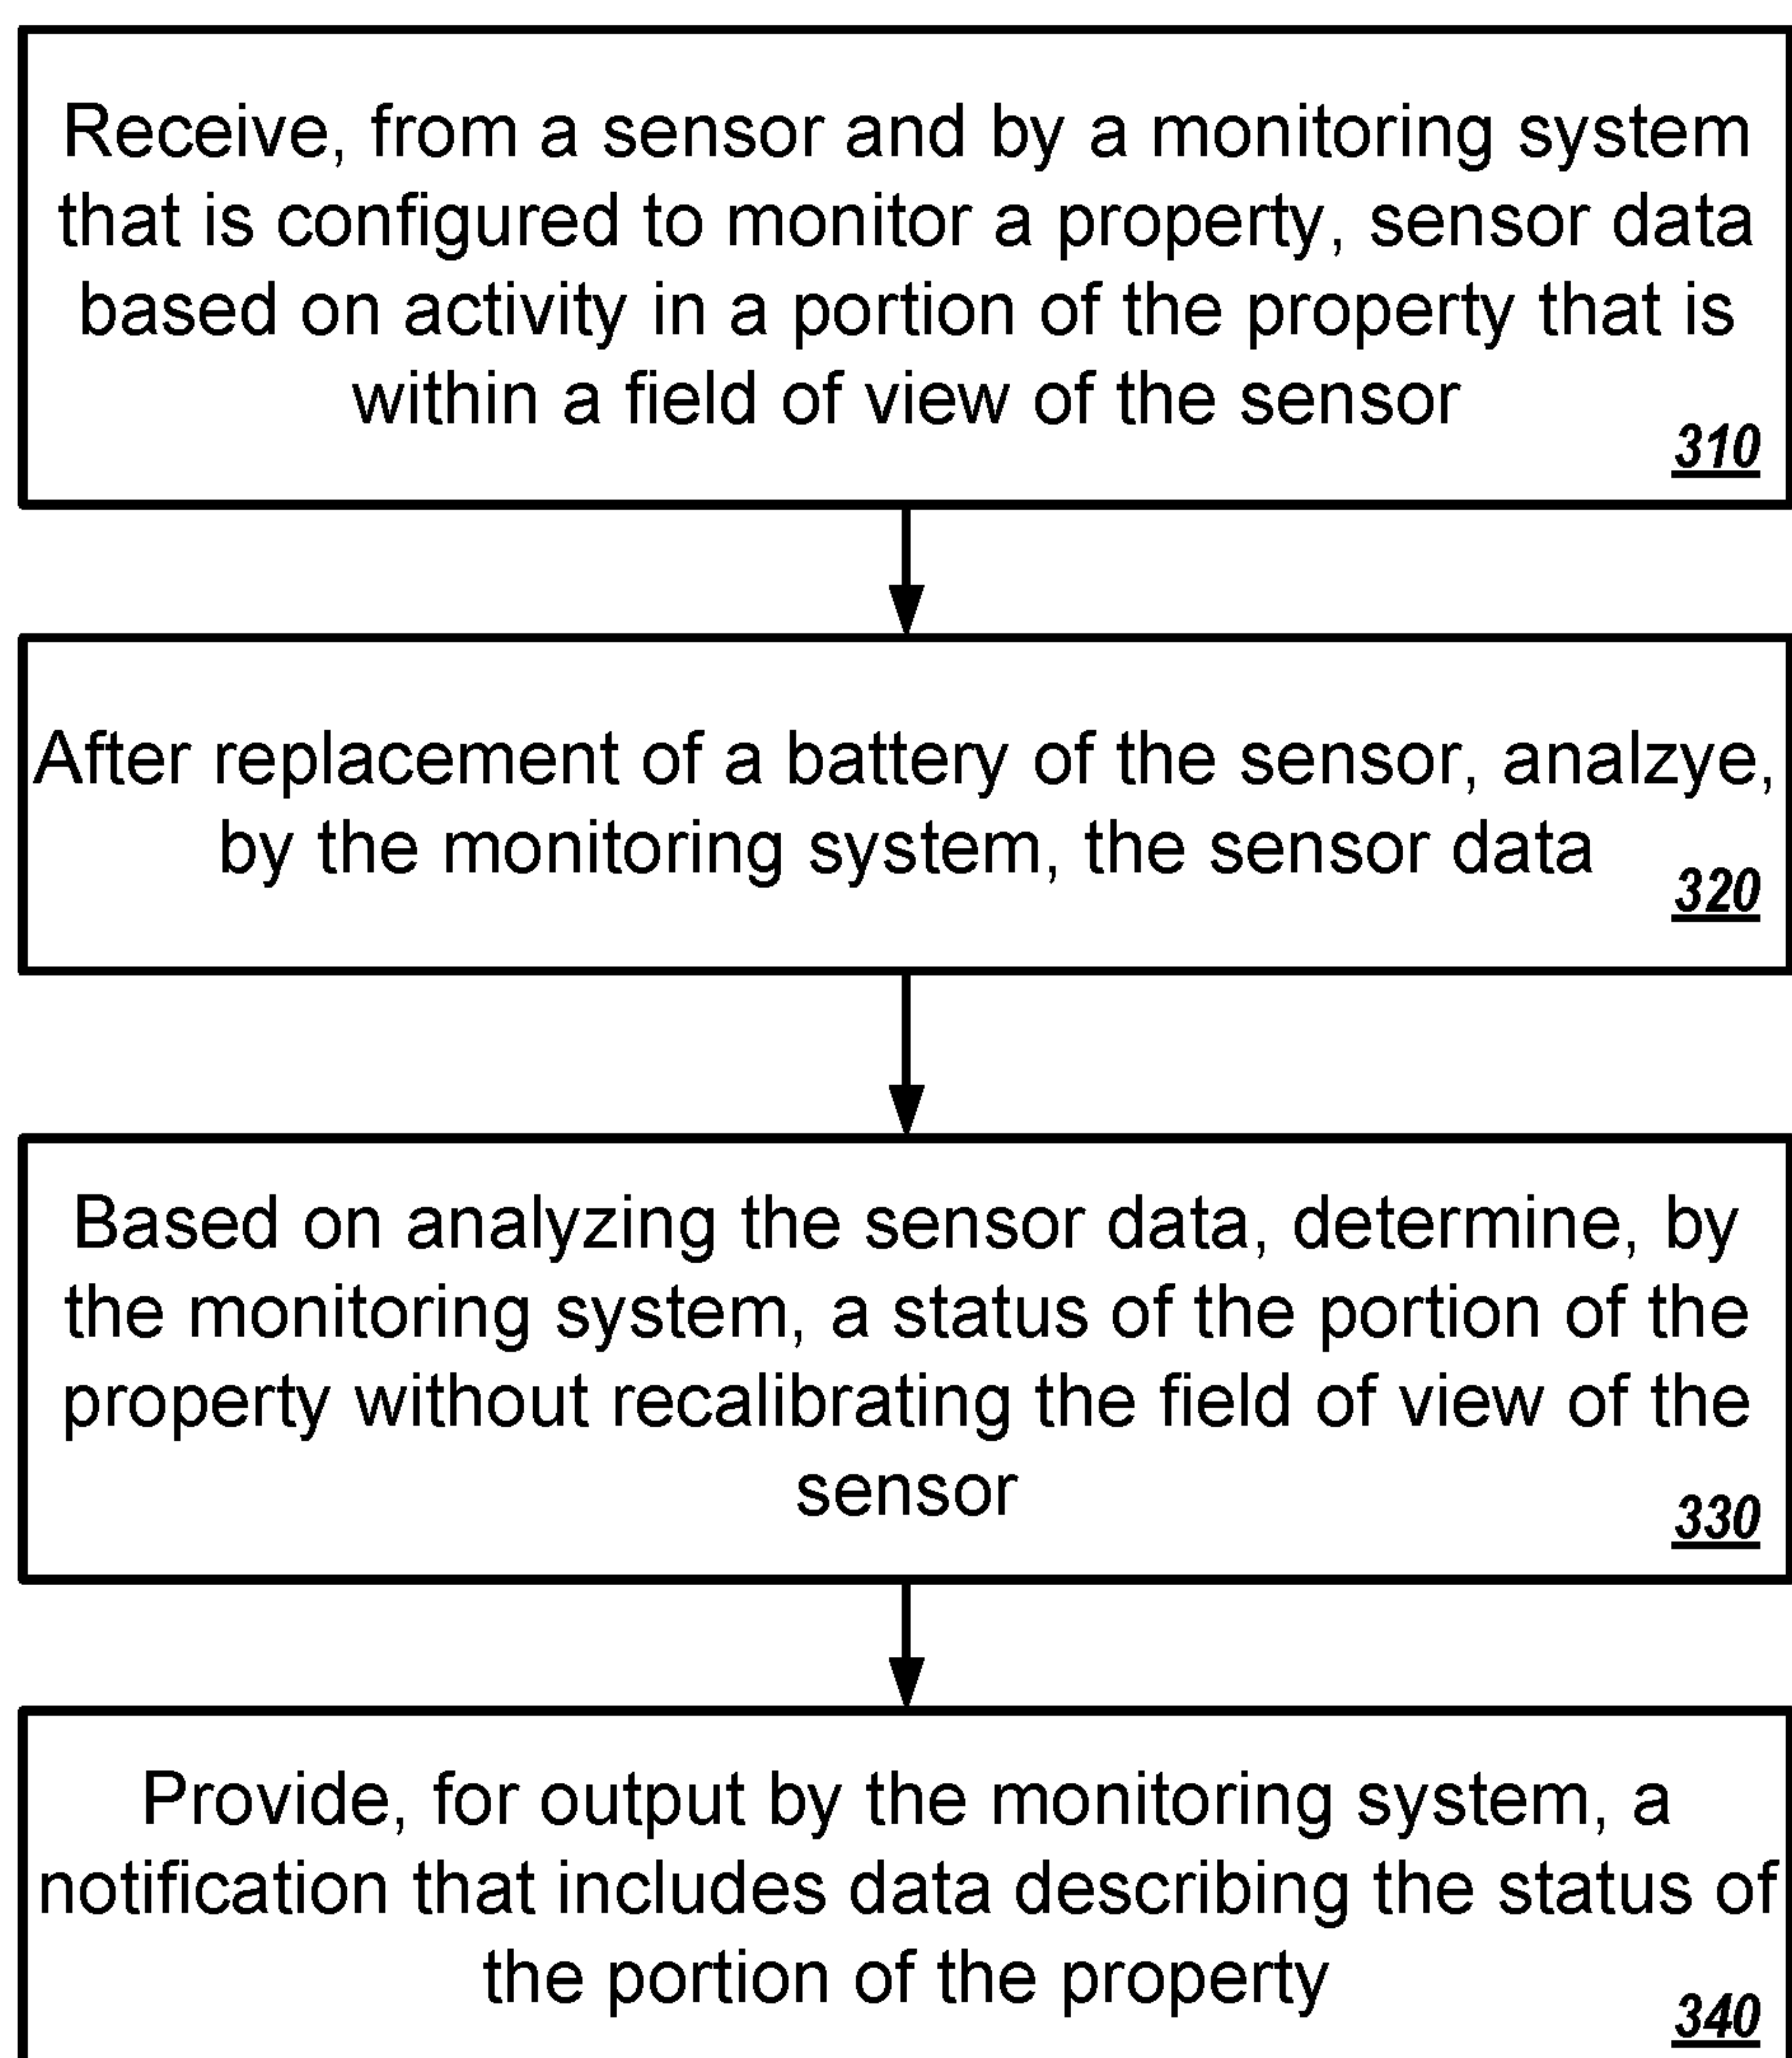 Receive, from a sensor and by a monitoring system
that is configured to monitor a property, sensor data
based on activity in a portion of the property that is
within a field of view of the sensor
310
After replacement of a battery of the sensor, analzye,
by the monitoring system, the sensor data
320
Based on analyzing the sensor data, determine, by
the monitoring system, a status of the portion of the
property without recalibrating the field of view of the
sensor
330
Provide, for output by the monitoring system, a
notification that includes data describing the status of
the portion of the property
340